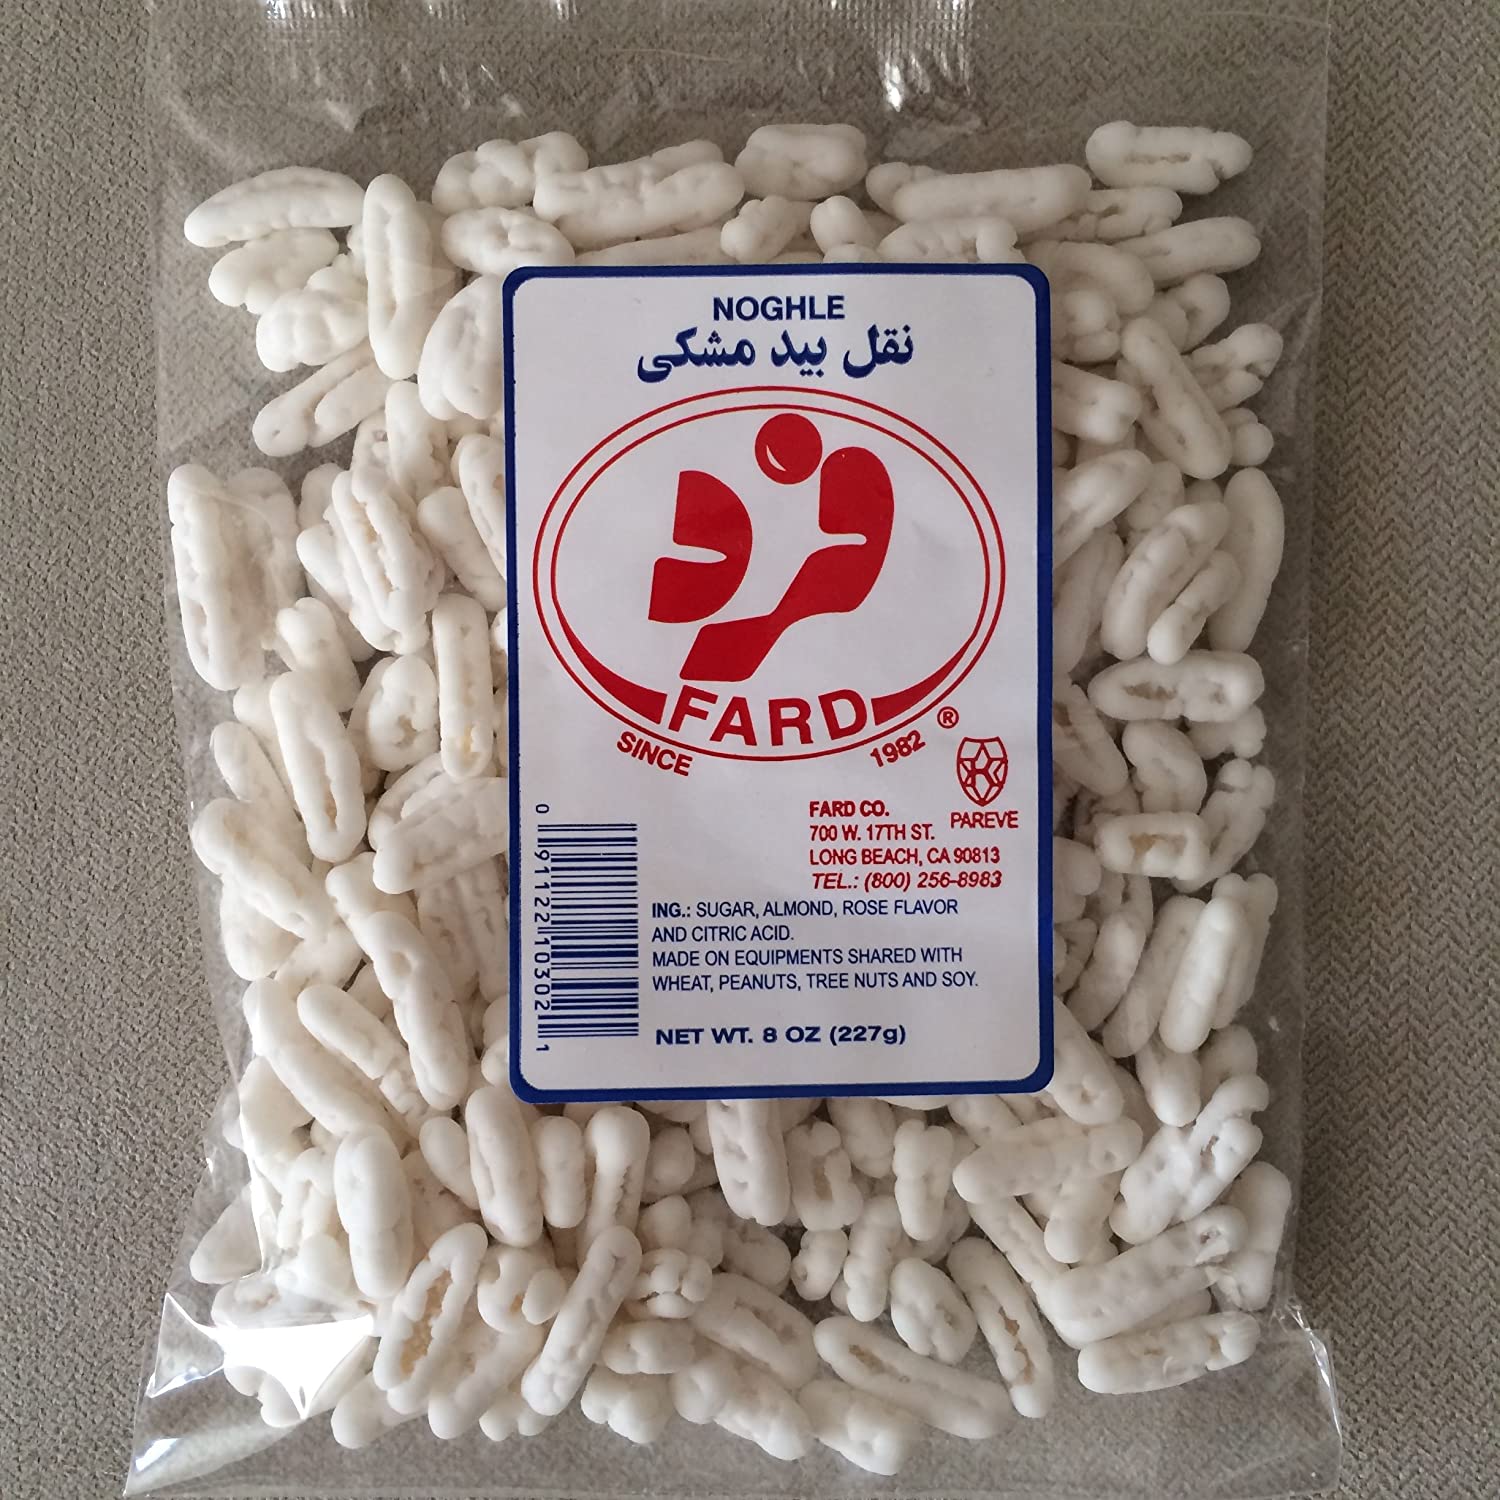 NOGHLE
نقل بید مشکی
فرد
FARD
SINCE 1982 ®
FARD CO.
700 W. 17TH ST.
LONG BEACH, CA 90813
TEL.: (800) 256-8983
K
PAREVE
ING.: SUGAR, ALMOND, ROSE FLAVOR
AND CITRIC ACID.
MADE ON EQUIPMENTS SHARED WITH
WHEAT, PEANUTS, TREE NUTS AND SOY.
NET WT. 8 OZ (227g)
0 91122 10302 1